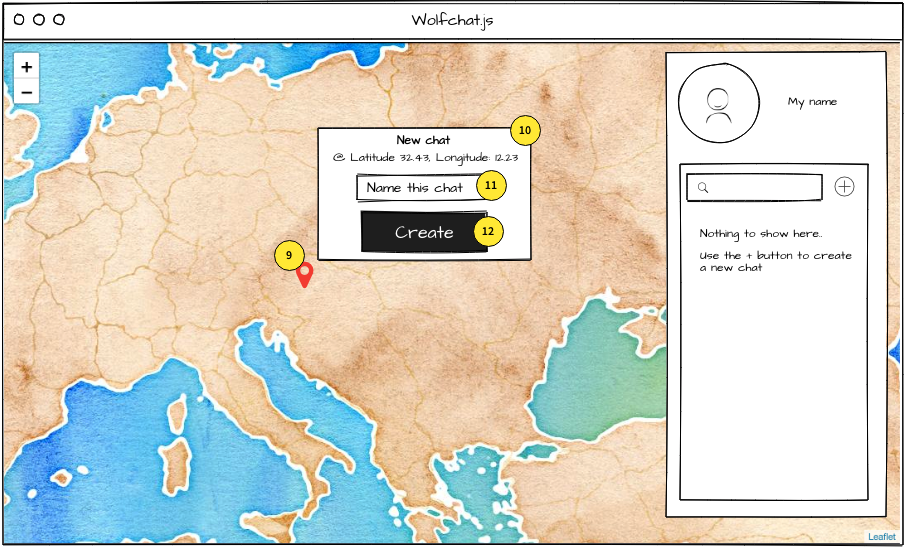 Wolfchat.js
+
−
10
New chat
@ Latitude 32.43, Longitude: 12.23
Name this chat
11
Create
12
9
My name
Nothing to show here..
Use the + button to create
a new chat
Leaflet